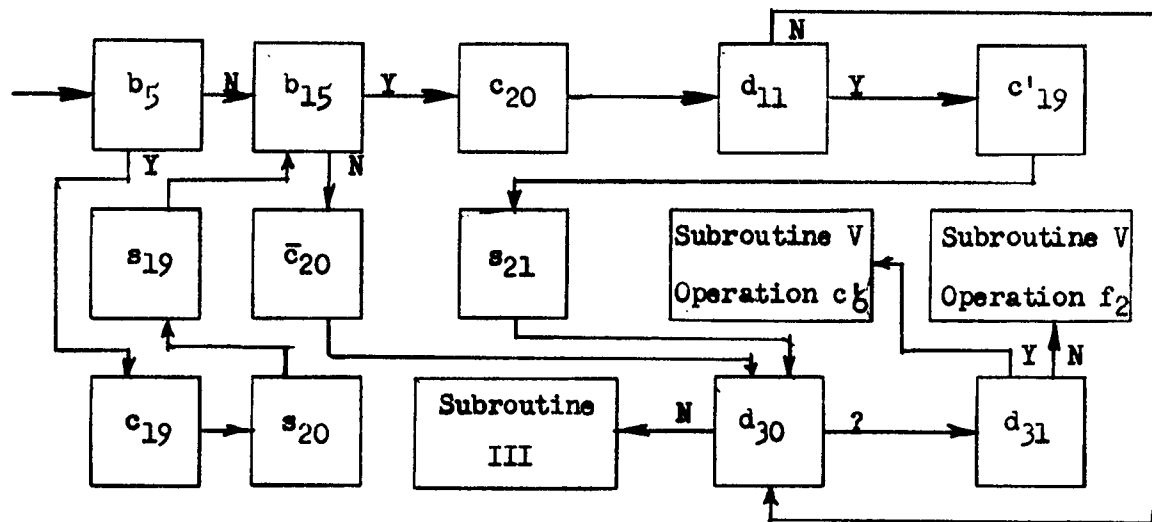 b5
N
b15
Y
c20
N
d11
Y
c'19
Y
N
s19
c̄20
s21
Subroutine V
Operation
Subroutine V
Operation f2
Y
N
c19
s20
Subroutine
III
N
d30
?
d31